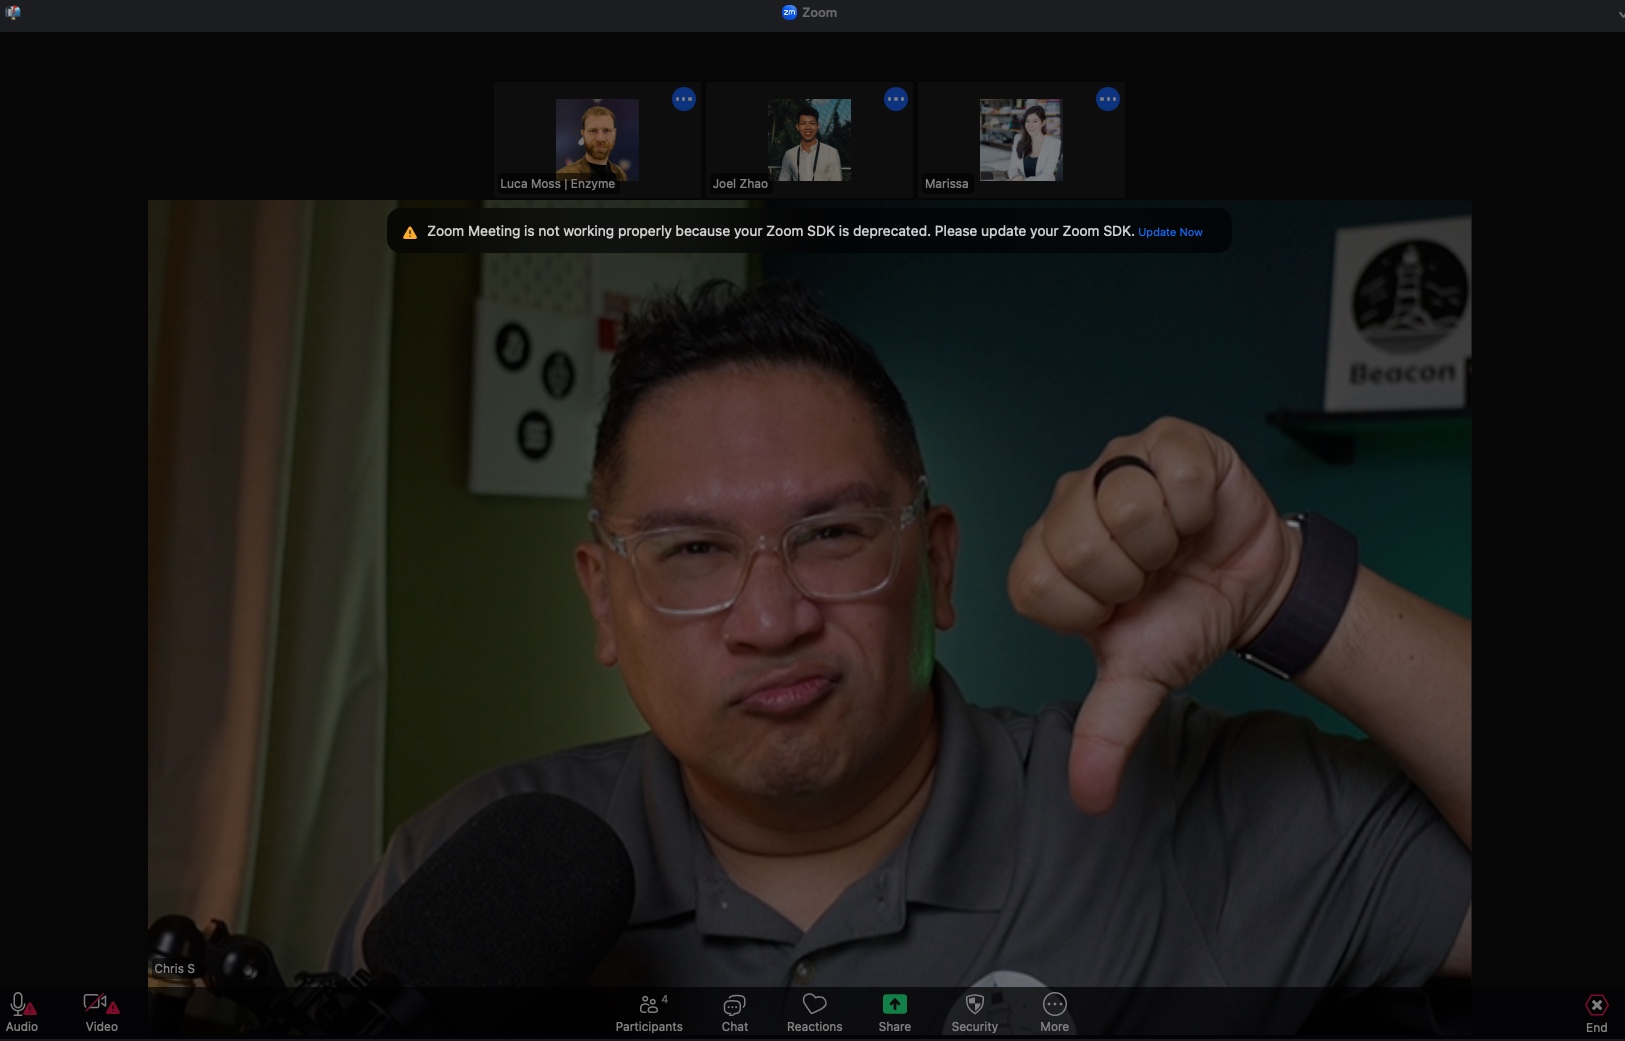 zm Zoom
Luca Moss | Enzyme
Joel Zhao
Marissa
Zoom Meeting is not working properly because your Zoom SDK is deprecated. Please update your Zoom SDK. Update Now
Beacon
Chris S
4
Audio
Video
Participants
Chat
Reactions
Share
Security
More
End